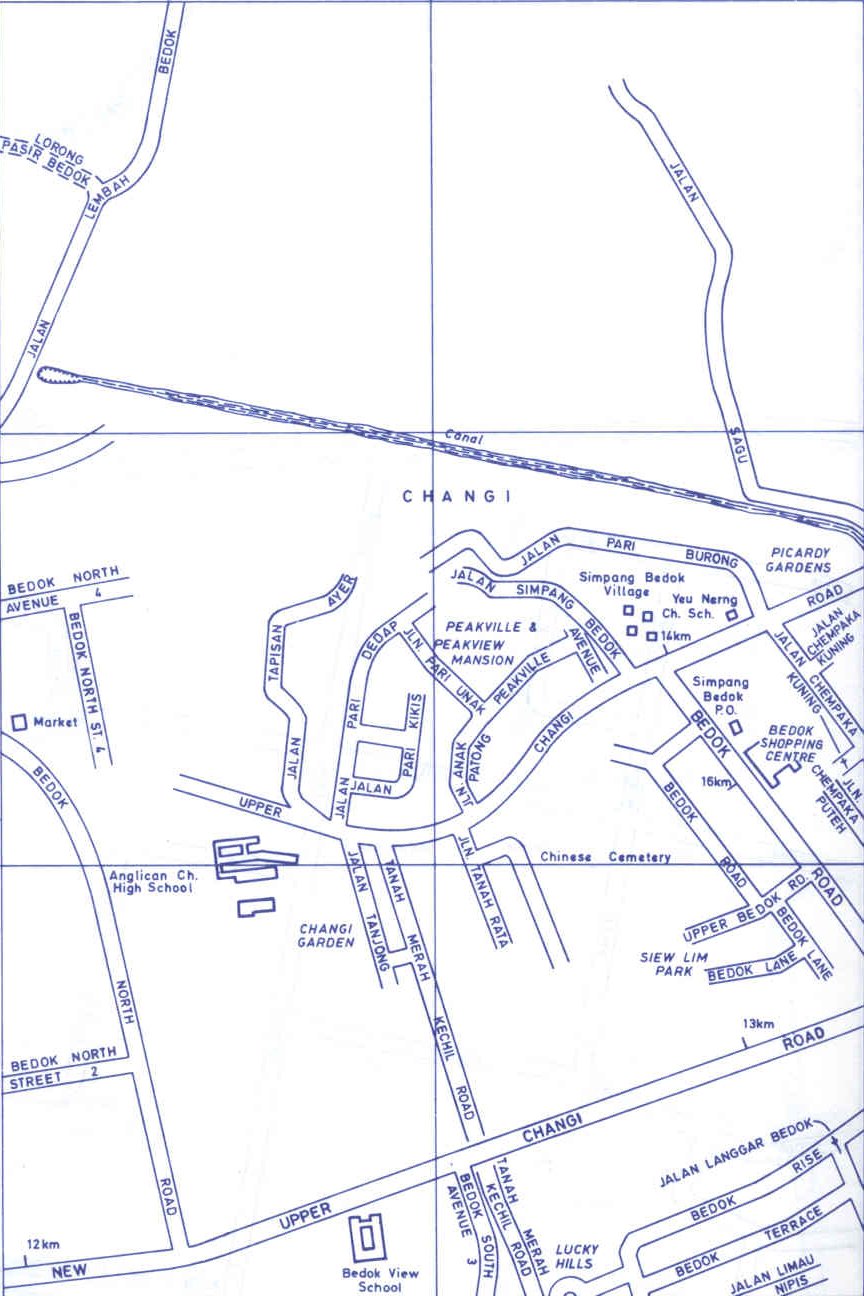 BEDOK
LORONG
PASIR BEDOK
LEMBAH
JALAN
JALAN
SAGU
Canal
CHANGI
PICARDY
GARDENS
JALAN
PARI
BURONG
JALAN
SIMPANG
BEDOK
Simpang Bedok
Village
Yeu Nerng
Ch. Sch.
14km
ROAD
JALAN
CHEMPAKA
KUNING
BEDOK NORTH
AVENUE 4
BEDOK NORTH ST. 4
Market
AYER
TAPISAN
JALAN
DEDAP
PARI
JALAN
JLN. PARI UNAK
PEAKVILLE &
PEAKVIEW
MANSION
PEAKVILLE
AVENUE
KIKIS
PARI
JALAN
JLN. ANAK
PATONG
CHANGI
UPPER
Simpang
Bedok
P.O.
BEDOK
ROAD
BEDOK
SHOPPING
CENTRE
16km
JALAN
KUNING
CHEMPAKA
JLN.
CHEMPAKA
PUTEH
BEDOK
ROAD
UPPER BEDOK RD.
BEDOK LANE
BEDOK LANE
SIEW LIM
PARK
Chinese Cemetery
Anglican Ch.
High School
CHANGI
GARDEN
JALAN
TANJONG
TANAH
MERAH
KECHIL
ROAD
JLN. TANAH RATA
BEDOK
NORTH
ROAD
BEDOK NORTH
STREET 2
13km
ROAD
CHANGI
UPPER
NEW
12km
Bedok View
School
BEDOK SOUTH
AVENUE 3
TANAH MERAH
KECHIL ROAD
LUCKY
HILLS
JALAN LANGGAR BEDOK
BEDOK
RISE
BEDOK
TERRACE
JALAN LIMAU
NIPIS